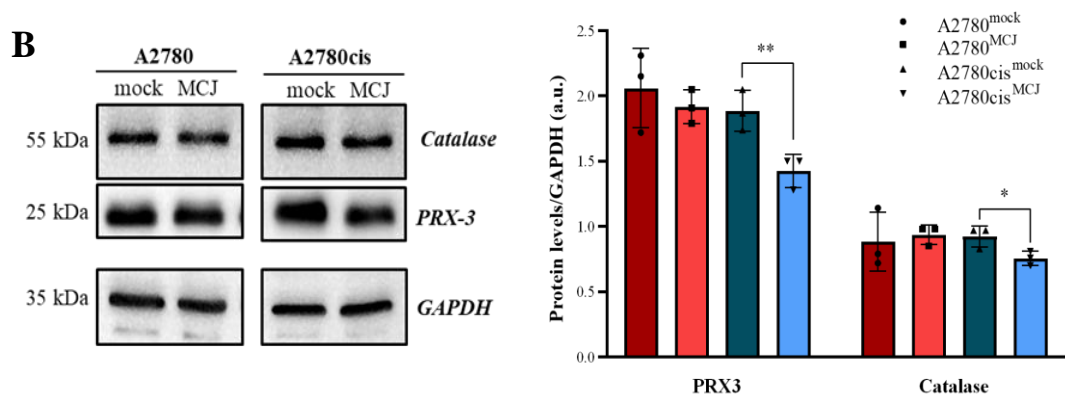 B
A2780
A2780cis
mock MCJ
mock MCJ
55 kDa
Catalase
25 kDa
PRX-3
35 kDa
GAPDH
Protein levels/GAPDH (a.u.)
2.5
2.0
1.5
1.0
0.5
0.0
**
*
A2780mock
A2780MCJ
A2780cismock
A2780cisMCJ
PRX3
Catalase